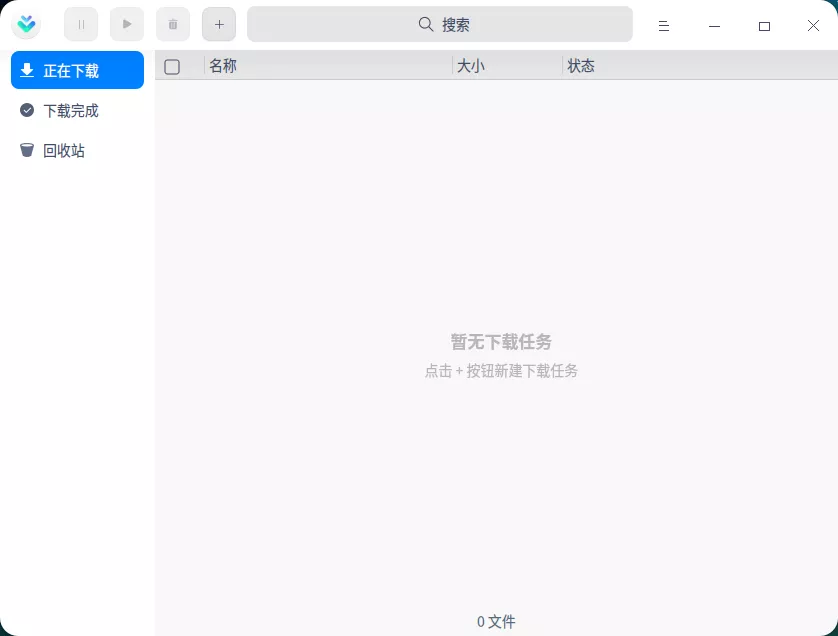 搜索
正在下载
下载完成
回收站
名称 大小 状态
暂无下载任务
点击 + 按钮新建下载任务
0 文件